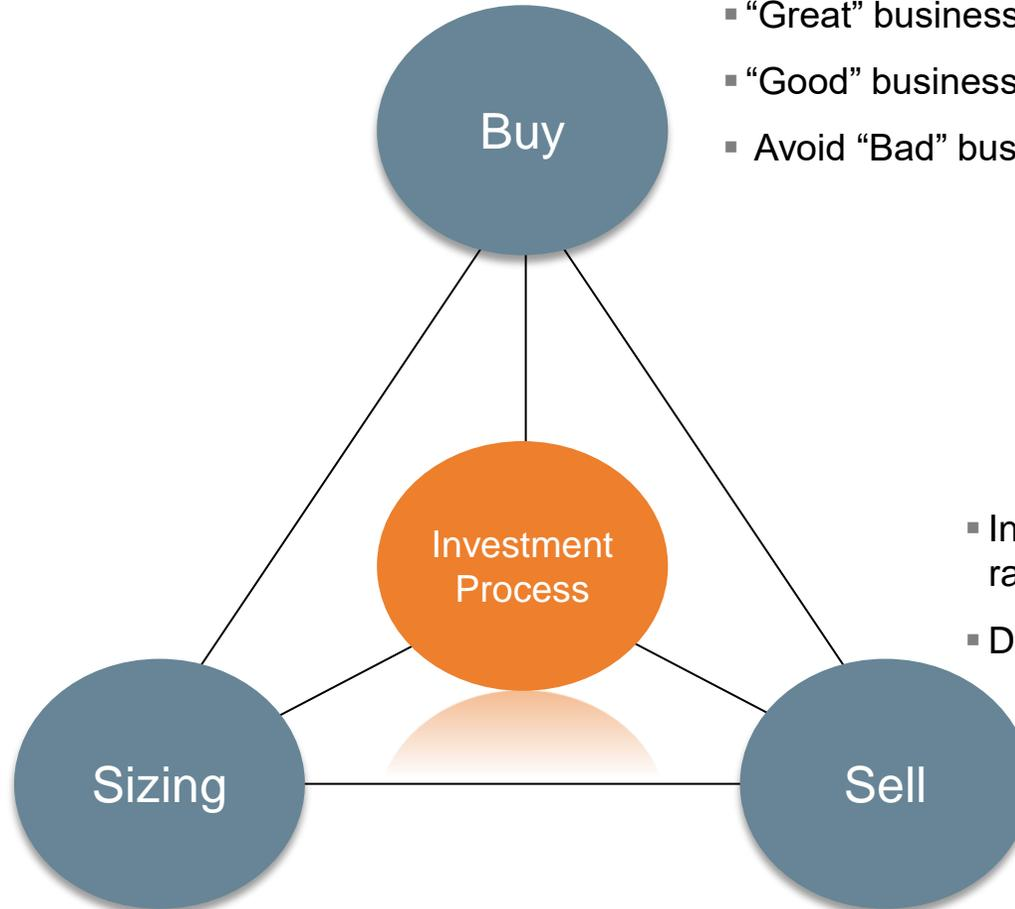 ▪ “Great” business
▪ “Good” business
▪ Avoid “Bad” bus
Buy
Investment
Process
▪ In
ra
▪ D
Sizing
Sell